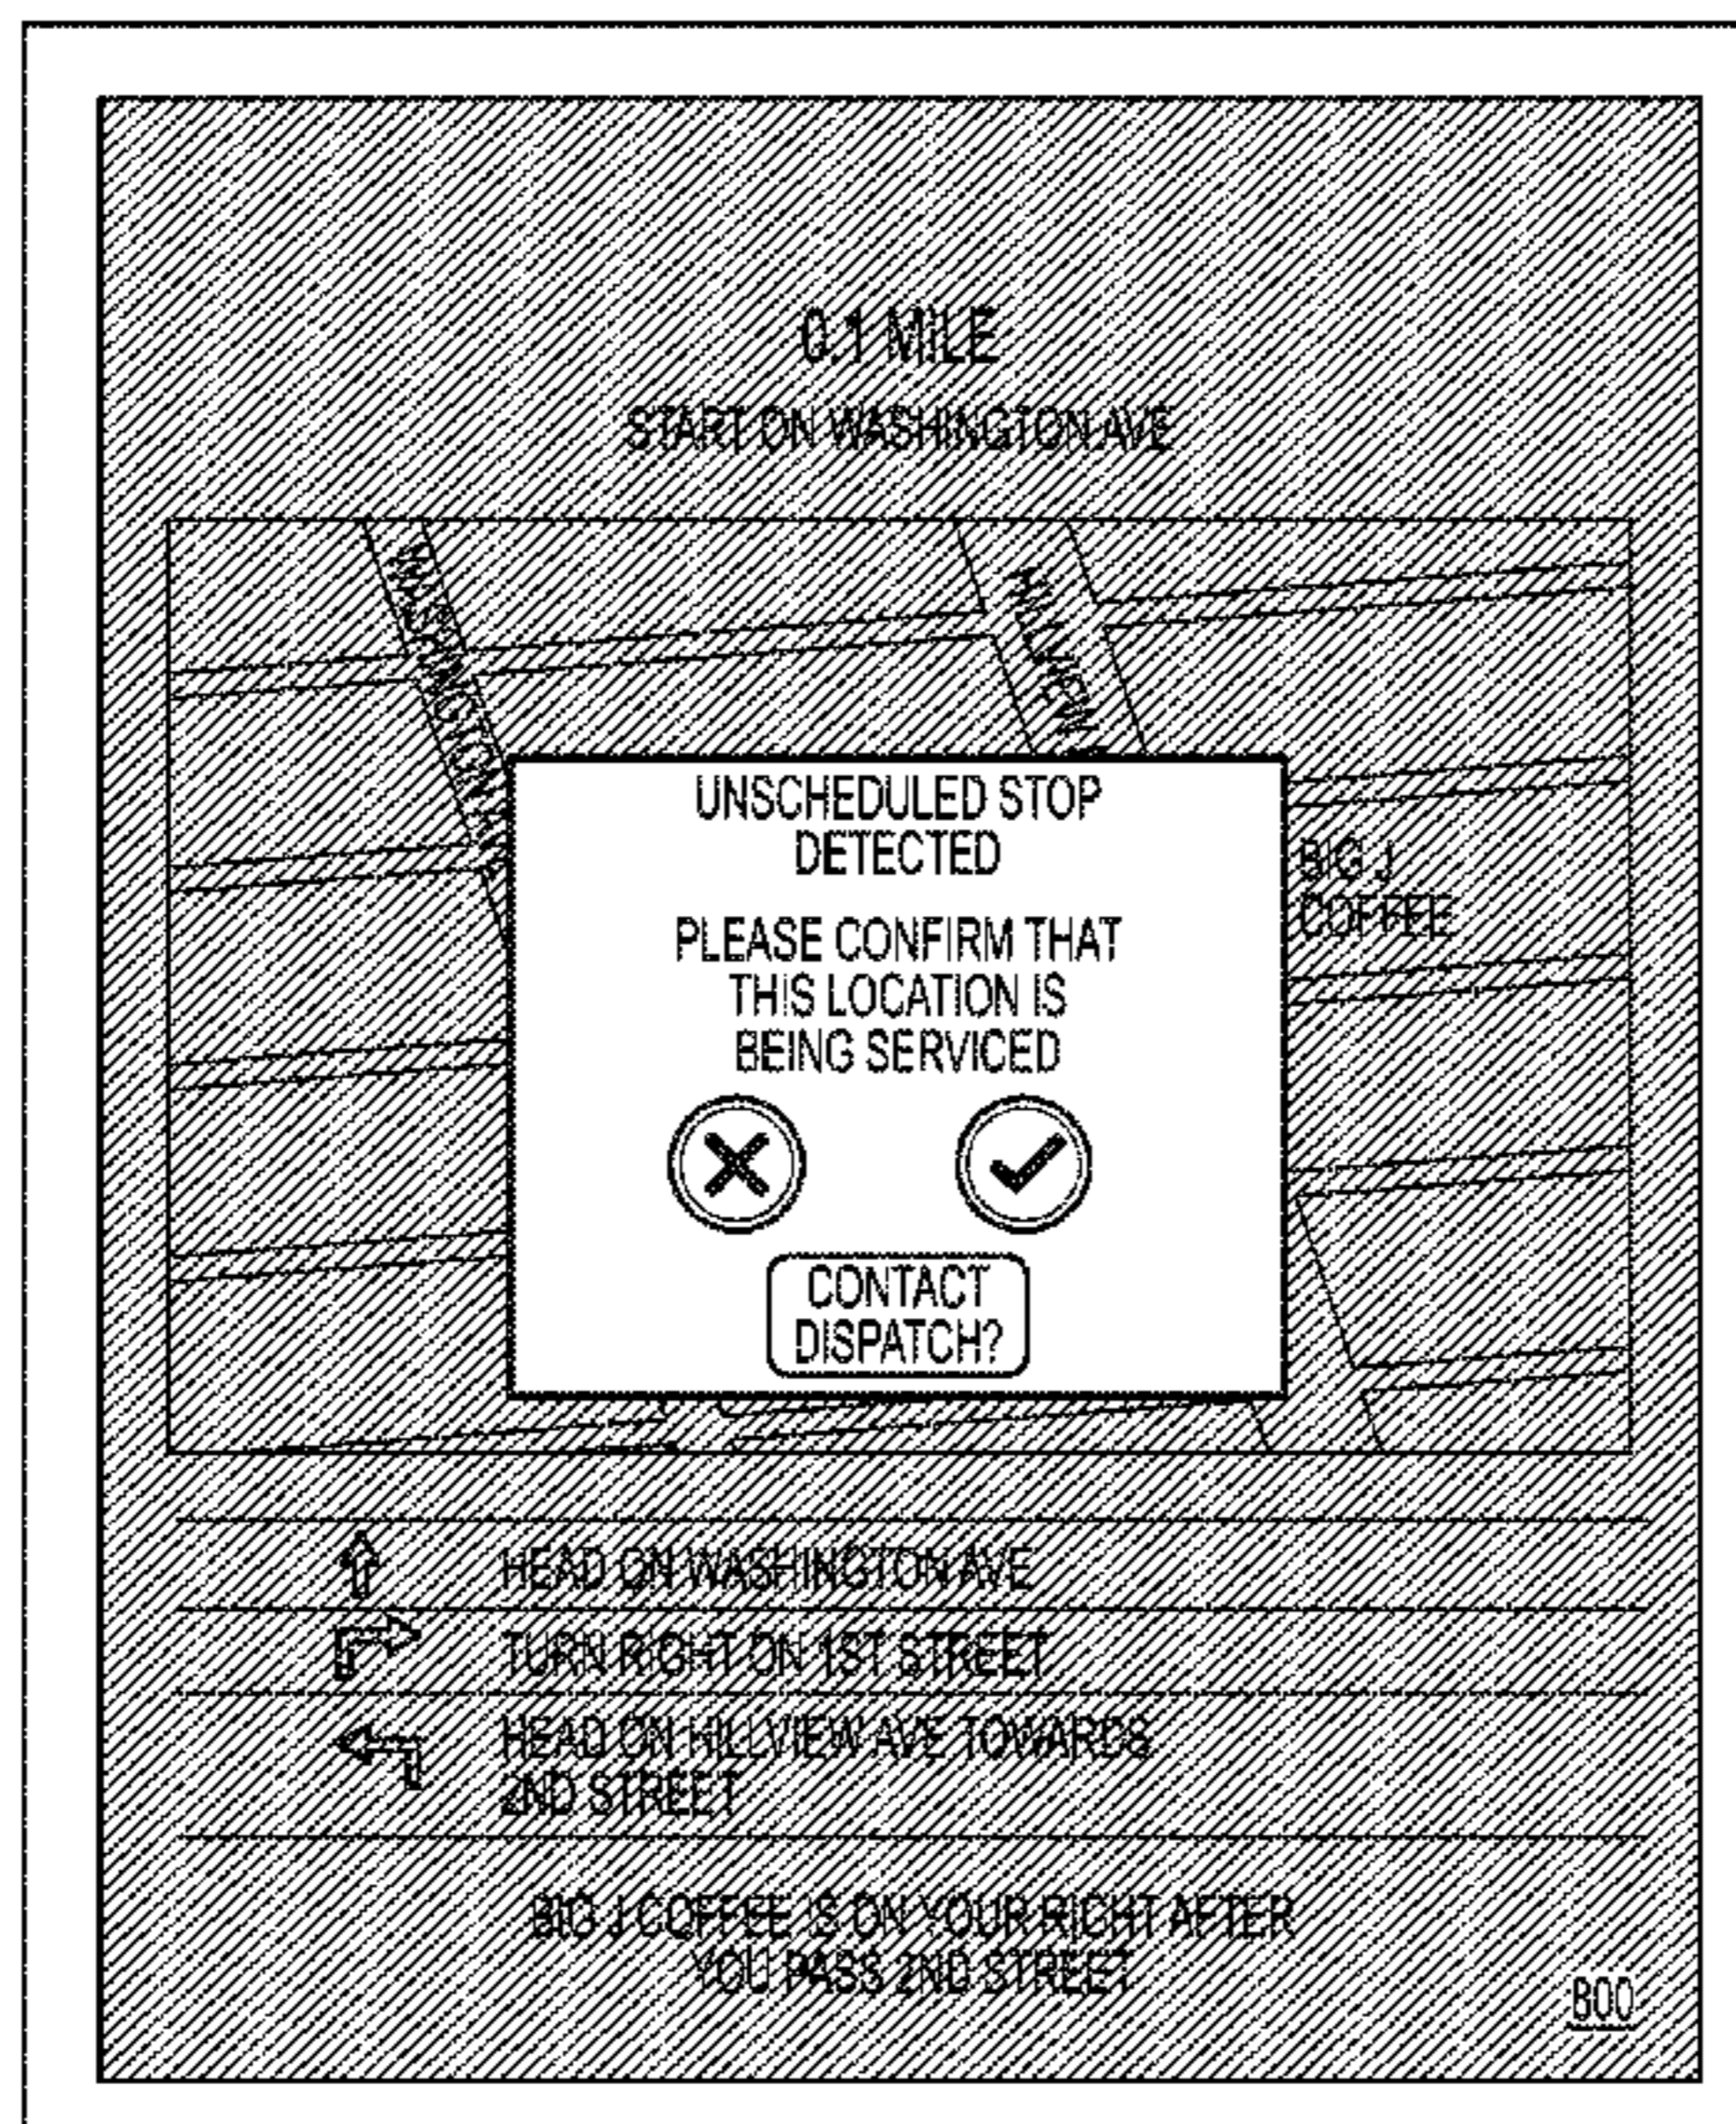 0.1 MILE
START ON WASHINGTON AVE
WASHINGTON AVE
HILLVIEW
UNSCHEDULED STOP
DETECTED
PLEASE CONFIRM THAT
THIS LOCATION IS
BEING SERVICED
CONTACT
DISPATCH?
BIG J
COFFEE
HEAD ON WASHINGTON AVE
TURN RIGHT ON 1ST STREET
HEAD ON HILLVIEW AVE TOWARDS
2ND STREET
BIG J COFFEE IS ON YOUR RIGHT AFTER
YOU PASS 2ND STREET
800